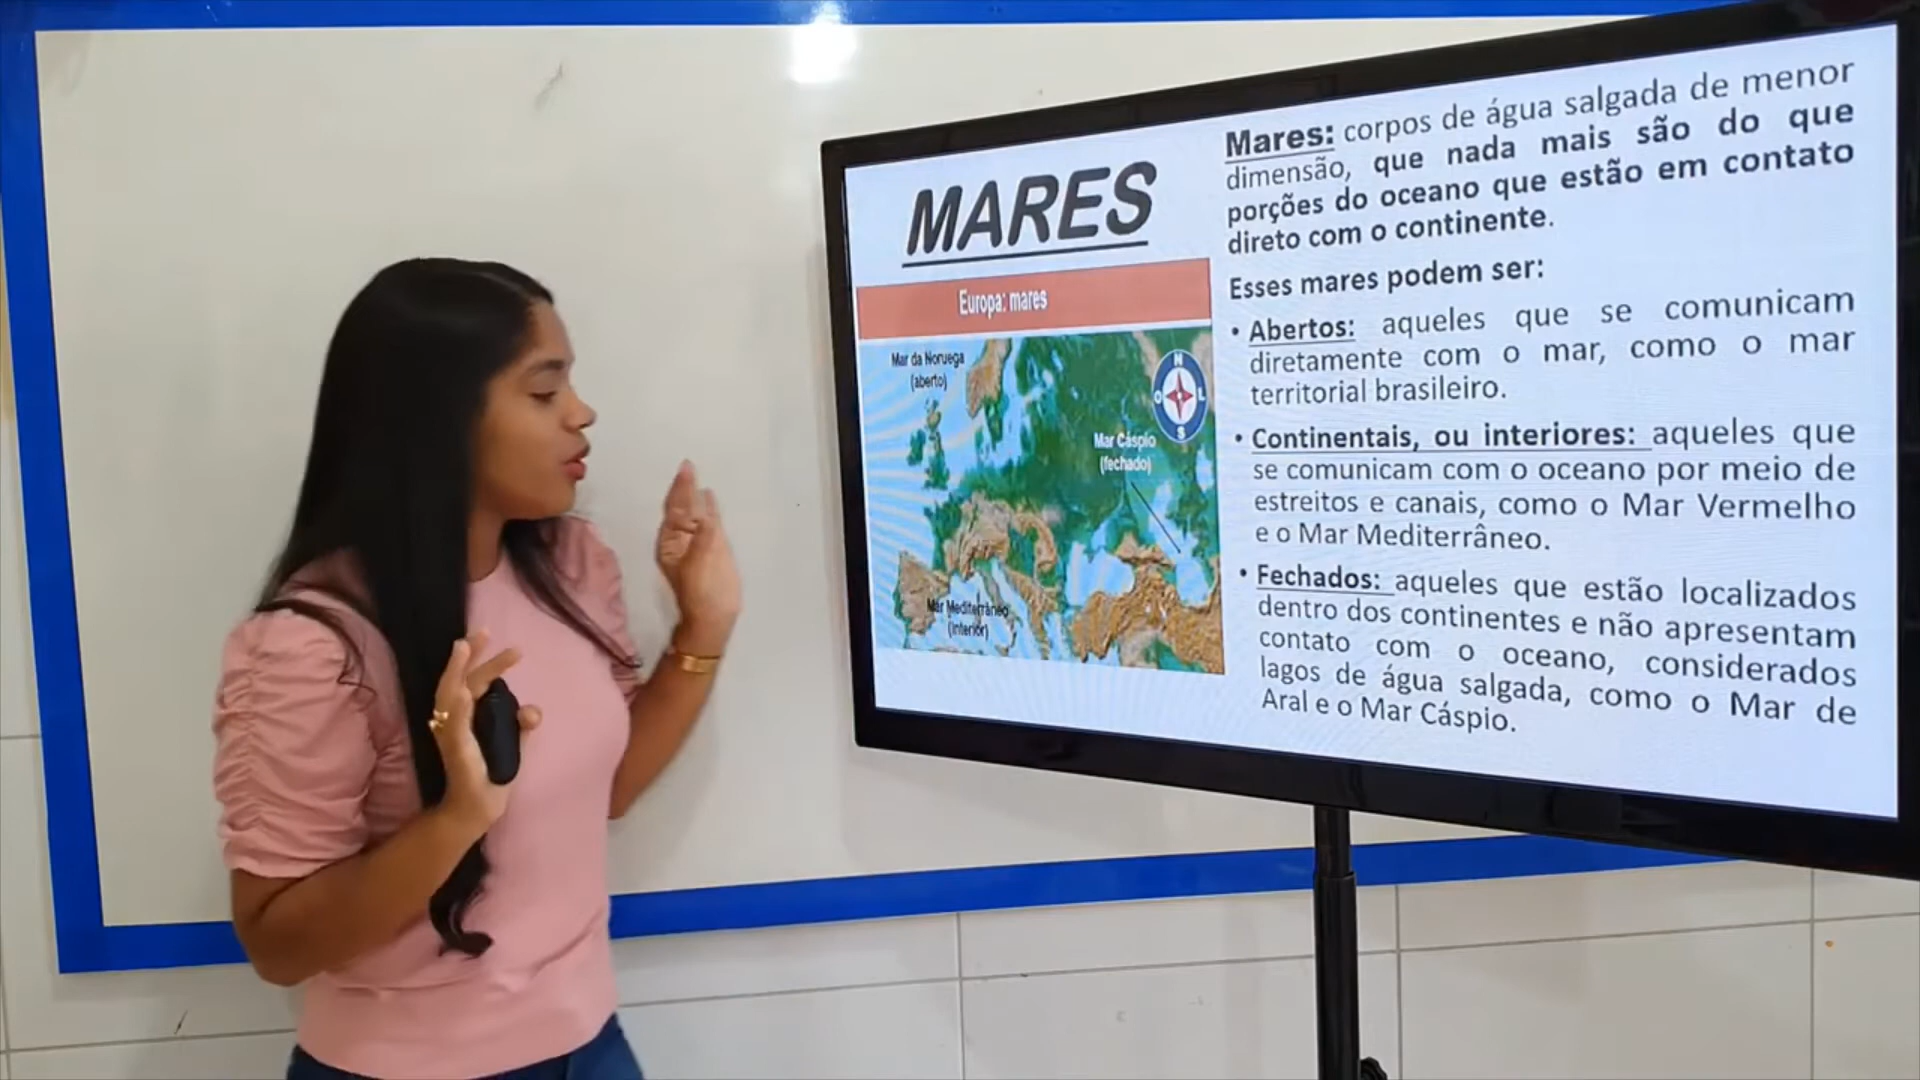 MARES
Europa: mares
Mar da Noruega
(aberto)
N
O
L
S
Mar Cáspio
(fechado)
Mar Mediterrâneo
(interior)
Mares: corpos de água salgada de menor
dimensão, que nada mais são do que
porções do oceano que estão em contato
direto com o continente.
Esses mares podem ser:
• Abertos: aqueles que se comunicam
diretamente com o mar, como o mar
territorial brasileiro.
• Continentais, ou interiores: aqueles que
se comunicam com o oceano por meio de
estreitos e canais, como o Mar Vermelho
e o Mar Mediterrâneo.
• Fechados: aqueles que estão localizados
dentro dos continentes e não apresentam
contato com o oceano, considerados
lagos de água salgada, como o Mar de
Aral e o Mar Cáspio.